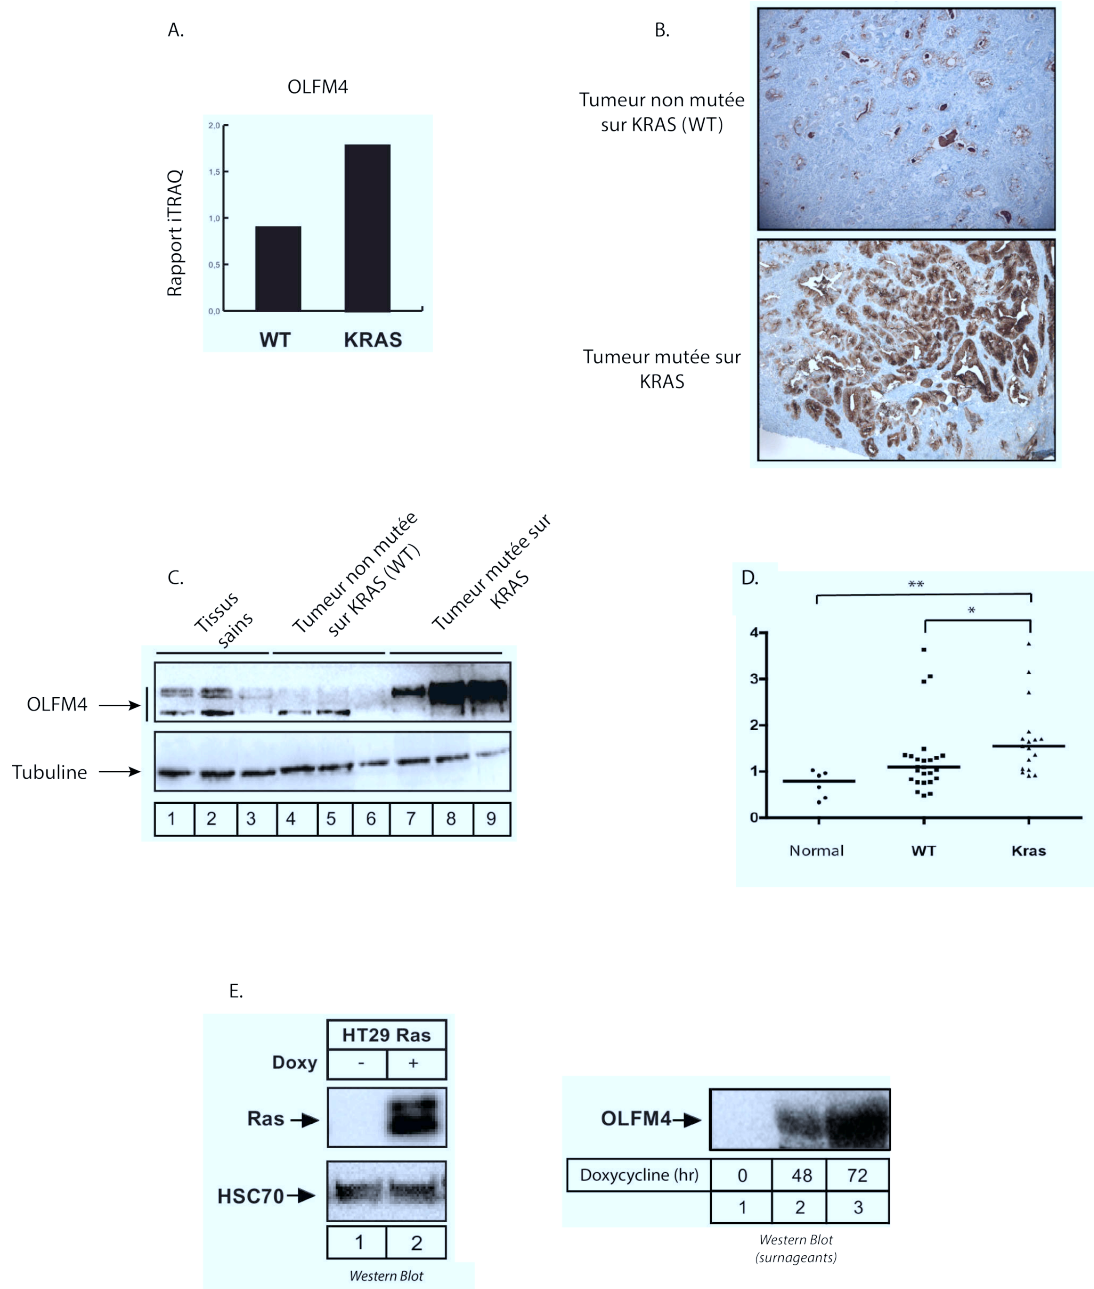 A.
OLFM4
Rapport iTRAQ
2,0
1,5
1,0
0,5
0,0
WT KRAS
B.
Tumeur non mutée
sur KRAS (WT)
Tumeur mutée sur
KRAS
C.
Tissus
sains
Tumeur non mutée
sur KRAS (WT)
Tumeur mutée sur
KRAS
OLFM4
Tubuline
1 2 3 4 5 6 7 8 9
D.
**
*
4
3
2
1
0
Normal WT Kras
E.
HT29 Ras
Doxy - +
Ras
HSC70
1 2
Western Blot
OLFM4
Doxycycline (hr) 0 48 72
1 2 3
Western Blot
(surnageants)